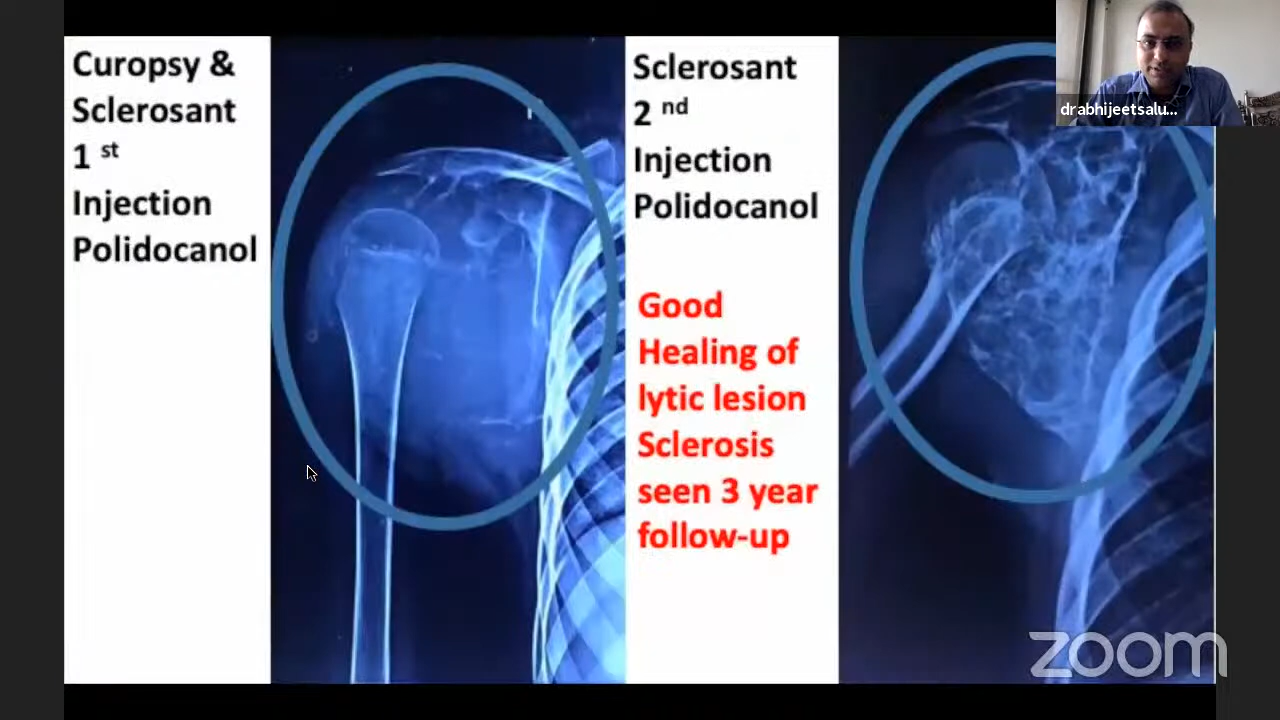 Curopsy &
Sclerosant
1 st
Injection
Polidocanol
Sclerosant
2 nd
Injection
Polidocanol
Good
Healing of
lytic lesion
Sclerosis
seen 3 year
follow-up
drabhijeetsalu...
zoom